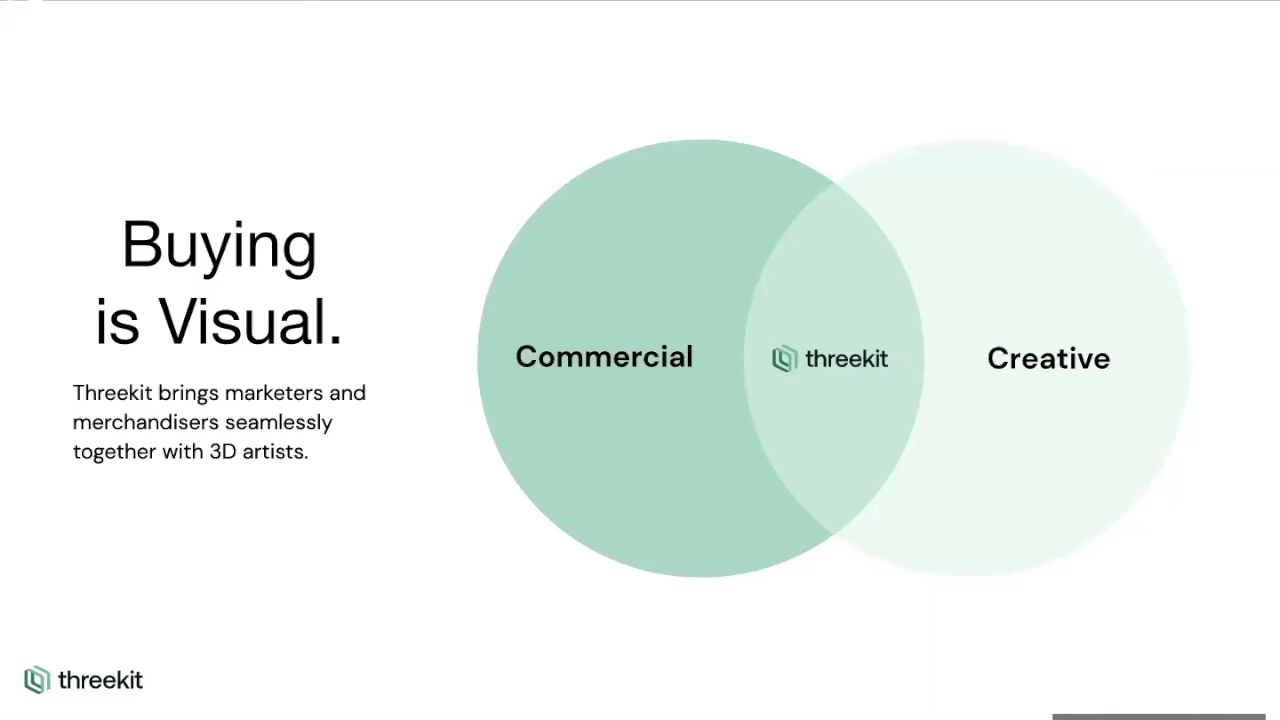 Buying
is Visual.
Threekit brings marketers and
merchandisers seamlessly
together with 3D artists.
Commercial
threekit
Creative
threekit